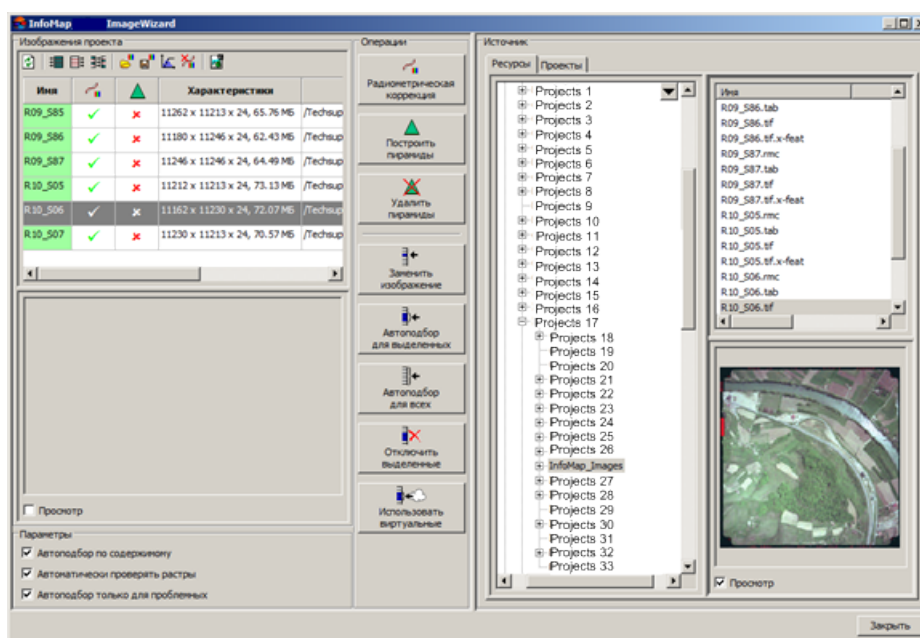 InfoMap ImageWizard
Изображения проекта
Имя Характеристики
R09_S85 11262 x 11213 x 24, 65.76 МБ /Techsup
R09_S86 11180 x 11246 x 24, 62.43 МБ /Techsup
R09_S87 11246 x 11246 x 24, 64.49 МБ /Techsup
R10_S05 11212 x 11213 x 24, 73.13 МБ /Techsup
R10_S06 11162 x 11230 x 24, 72.07 МБ /Techsup
R10_S07 11230 x 11213 x 24, 70.57 МБ /Techsup
Просмотр
Параметры
Автоподбор по содержимому
Автоматически проверять растры
Автоподбор только для проблемных
Операции
Радиометрическая
коррекция
Построить
пирамиды
Удалить
пирамиды
Заменить
изображение
Автоподбор
для выделенных
Автоподбор
для всех
Отключить
выделенные
Использовать
виртуальные
Источник
Ресурсы Проекты
Projects 1
Projects 2
Projects 3
Projects 4
Projects 5
Projects 6
Projects 7
Projects 8
Projects 9
Projects 10
Projects 11
Projects 12
Projects 13
Projects 14
Projects 15
Projects 16
Projects 17
Projects 18
Projects 19
Projects 20
Projects 21
Projects 22
Projects 23
Projects 24
Projects 25
Projects 26
InfoMap_Images
Projects 27
Projects 28
Projects 29
Projects 30
Projects 31
Projects 32
Projects 33
Имя
R09_S86.tab
R09_S86.tif
R09_S86.tif.x-feat
R09_S87.rmc
R09_S87.tab
R09_S87.tif
R09_S87.tif.x-feat
R10_S05.rmc
R10_S05.tab
R10_S05.tif
R10_S05.tif.x-feat
R10_S06.rmc
R10_S06.tab
R10_S06.tif
Просмотр
Закрыть